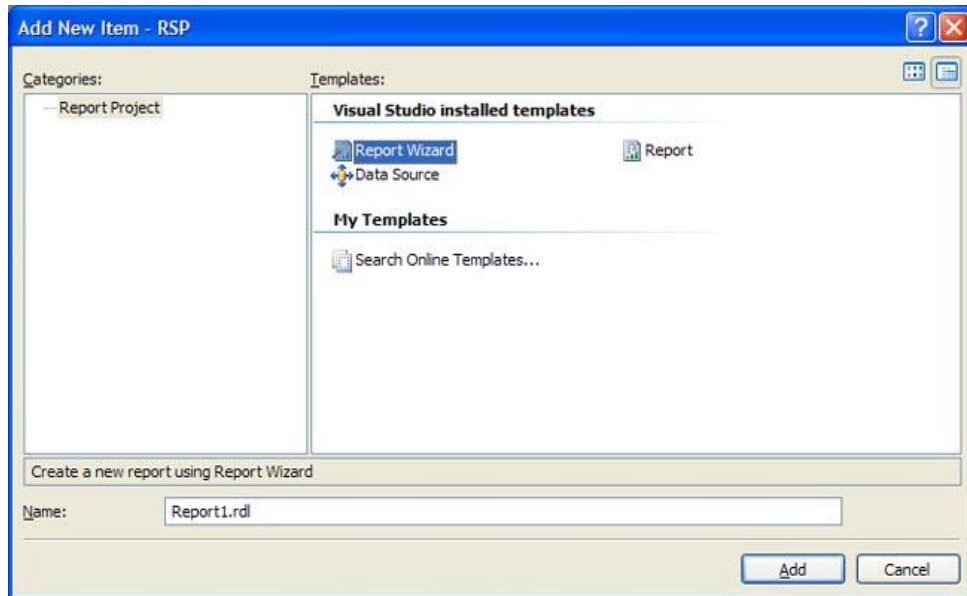 Add New Item - RSP
Categories:
Templates:
Report Project
Visual Studio installed templates
Report Wizard
Report
Data Source
My Templates
Search Online Templates...
Create a new report using Report Wizard
Name:
Report1.rdl
Add
Cancel